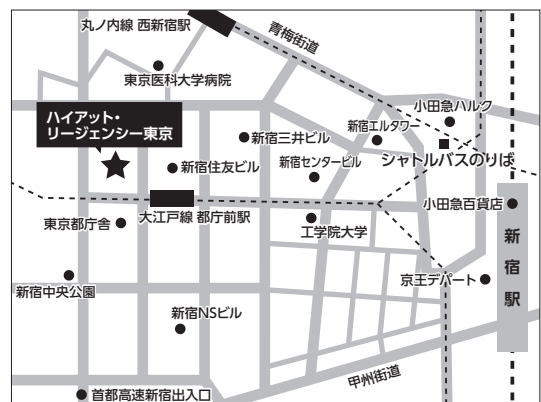 丸ノ内線 西新宿駅
青梅街道
東京医科大学病院
ハイアット・
リージェンシー東京
小田急ハルク
新宿エルタワー
新宿三井ビル
シャトルバスのりば
新宿センタービル
新宿住友ビル
小田急百貨店
大江戸線 都庁前駅
東京都庁舎
工学院大学
新宿駅
京王デパート
新宿中央公園
新宿NSビル
甲州街道
首都高速新宿出入口